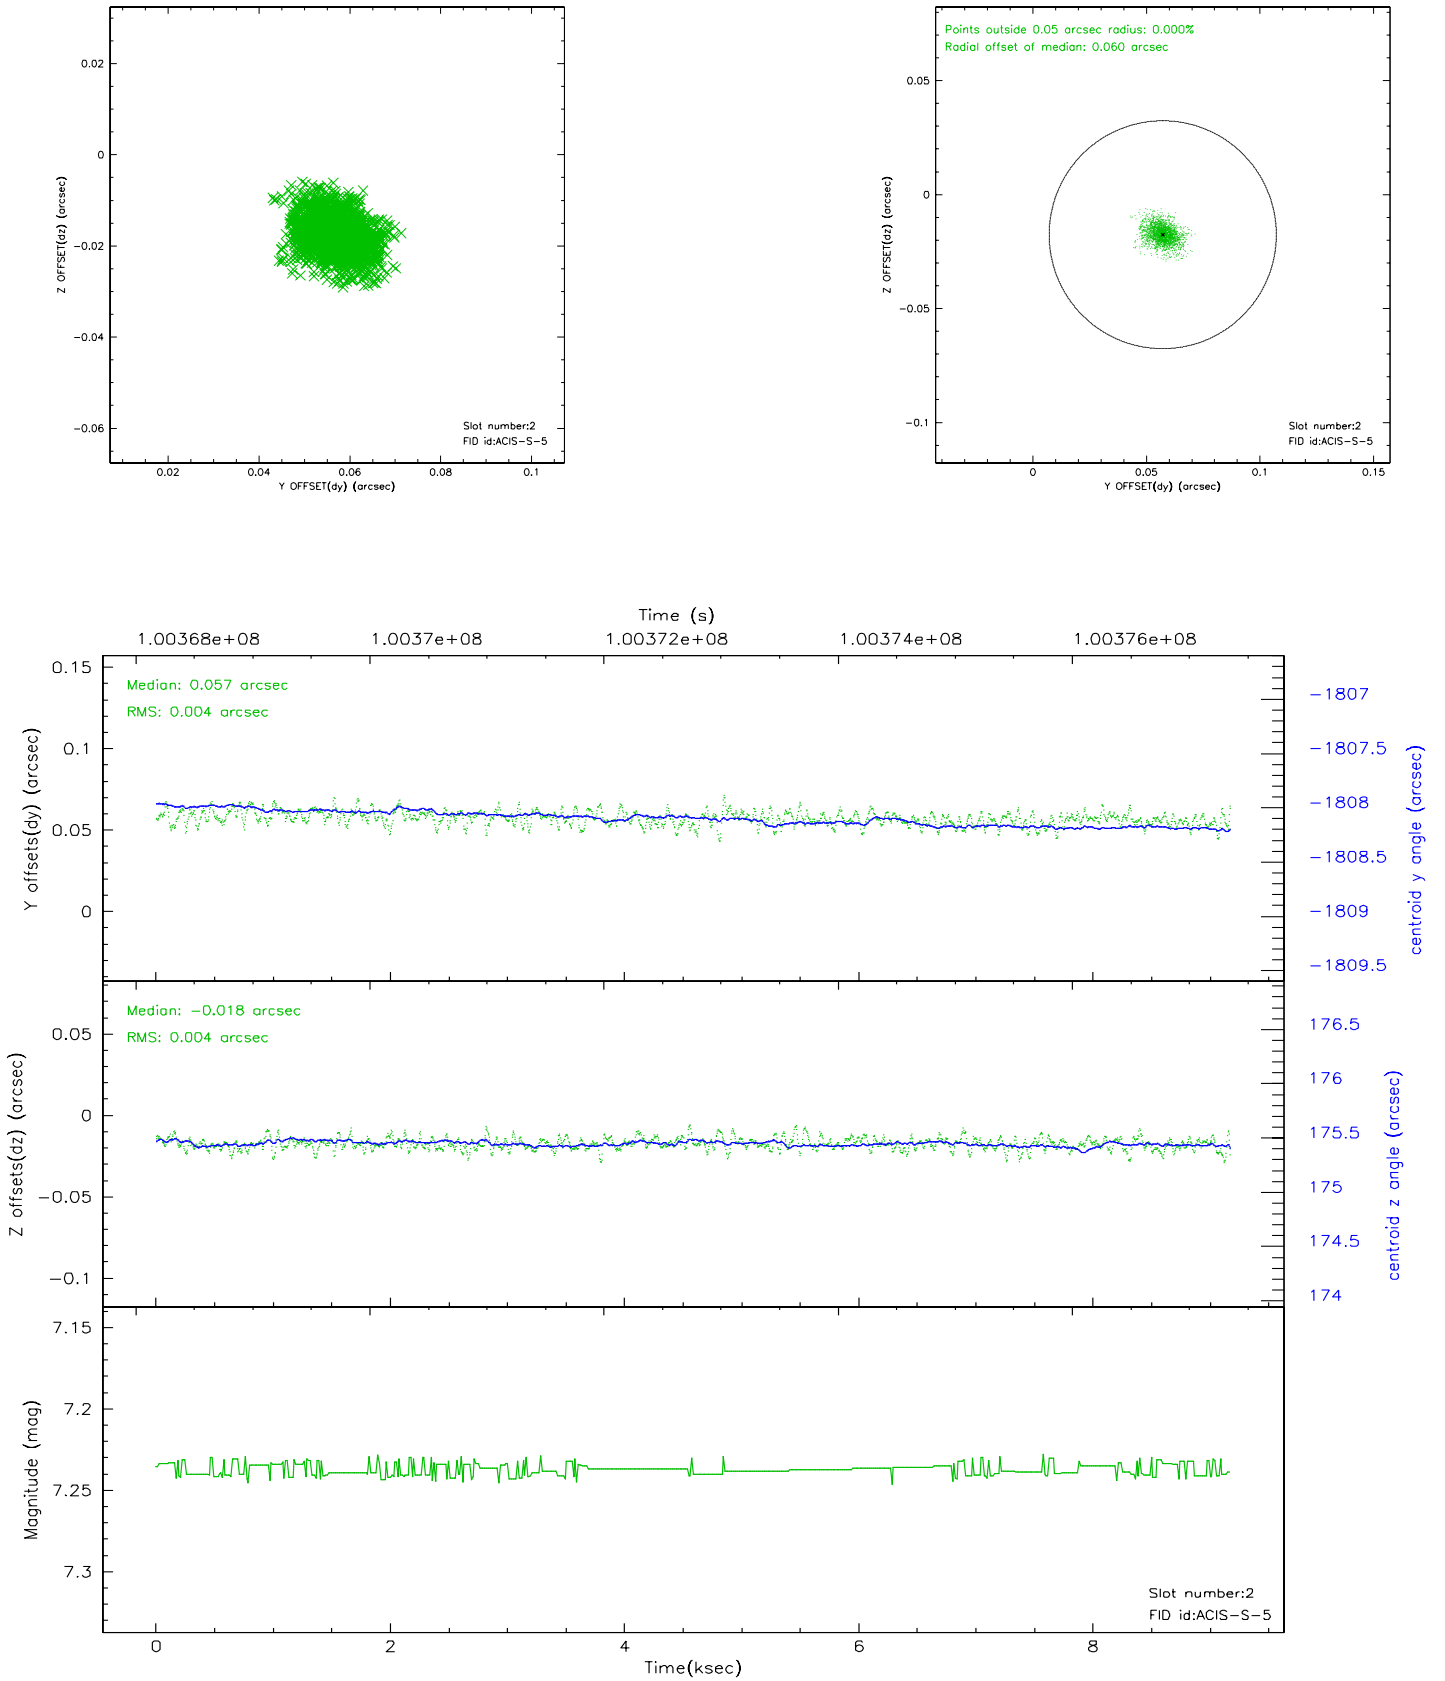 0.02
0
−0.02
−0.04
−0.06
Z OFFSET(dz) (arcsec)
Slot number:2
FID id:ACIS−S−5
0.02 0.04 0.06 0.08 0.1
Y OFFSET(dy) (arcsec)
Points outside 0.05 arcsec radius: 0.000%
Radial offset of median: 0.060 arcsec
0.05
0
−0.05
−0.1
Z OFFSET(dz) (arcsec)
Slot number:2
FID id:ACIS−S−5
0 0.05 0.1 0.15
Y OFFSET(dy) (arcsec)
Time (s)
1.00368e+08 1.0037e+08 1.00372e+08 1.00374e+08 1.00376e+08
0.15
0.1
0.05
0
Y offsets(dy) (arcsec)
Median: 0.057 arcsec
RMS: 0.004 arcsec
−1807
−1807.5
−1808
−1808.5
−1809
−1809.5
centroid y angle (arcsec)
0.05
0
−0.05
−0.1
Z offsets(dz) (arcsec)
Median: −0.018 arcsec
RMS: 0.004 arcsec
176.5
176
175.5
175
174.5
174
centroid z angle (arcsec)
7.15
7.2
7.25
7.3
Magnitude (mag)
Slot number:2
FID id:ACIS−S−5
0 2 4 6 8
Time(ksec)